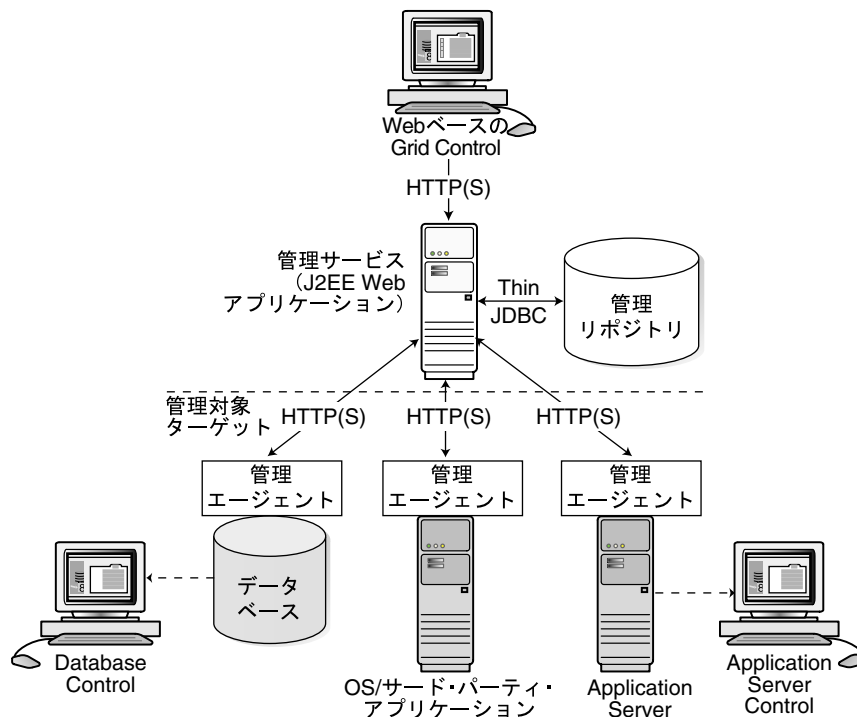 Webベースの
Grid Control
HTTP(S)
管理サービス
（J2EE Web
アプリケーション）
Thin
JDBC
管理
リポジトリ
管理対象
ターゲット
HTTP(S)
HTTP(S)
HTTP(S)
管理
エージェント
管理
エージェント
管理
エージェント
データ
ベース
Database
Control
OS/サード・パーティ・
アプリケーション
Application
Server
Application
Server
Control